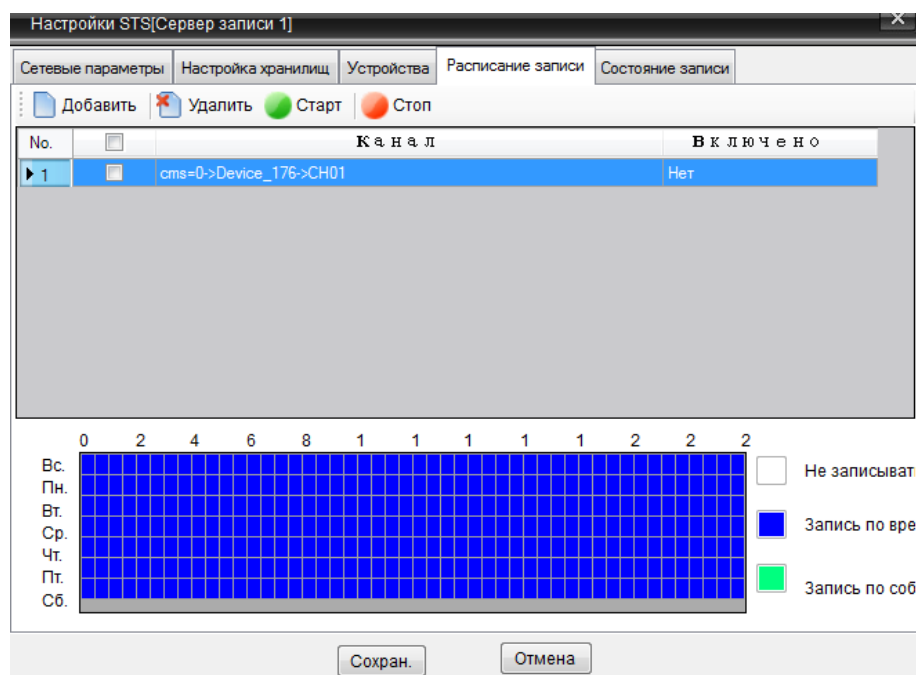 Настройки STS[Сервер записи 1]
Сетевые параметры Настройка хранилищ Устройства Расписание записи Состояние записи
Добавить Удалить Старт Стоп
No. Канал Включено
1 cms=0->Device_176->CH01 Нет
0 2 4 6 8 1 1 1 1 1 2 2 2
Вс.
Пн.
Вт.
Ср.
Чт.
Пт.
Сб.
Не записыват
Запись по вре
Запись по соб
Сохран. Отмена